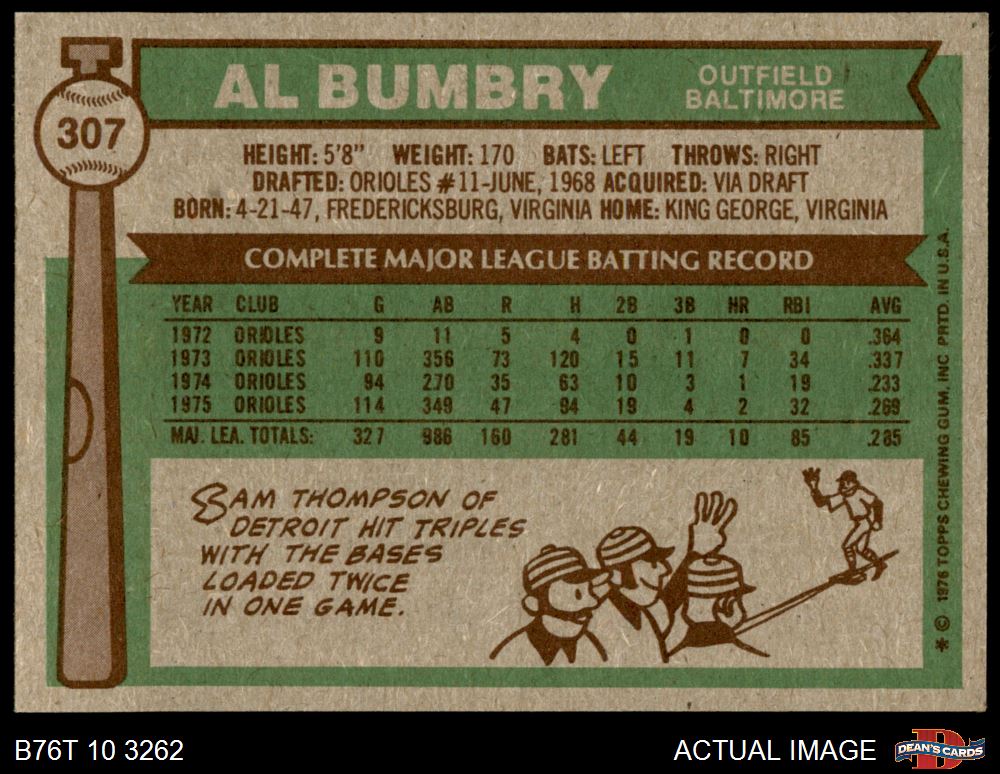 307
AL BUMBRY
OUTFIELD
BALTIMORE
HEIGHT: 5'8" WEIGHT: 170 BATS: LEFT THROWS: RIGHT
DRAFTED: ORIOLES #11-JUNE, 1968 ACQUIRED: VIA DRAFT
BORN: 4-21-47, FREDERICKSBURG, VIRGINIA HOME: KING GEORGE, VIRGINIA
COMPLETE MAJOR LEAGUE BATTING RECORD
YEAR CLUB G AB R H 2B 3B HR RBI AVG
1972 ORIOLES 9 11 5 4 0 1 0 0 .364
1973 ORIOLES 110 356 73 120 15 11 7 34 .337
1974 ORIOLES 94 270 35 63 10 3 1 19 .233
1975 ORIOLES 114 349 47 94 19 4 2 32 .269
MAJ. LEA. TOTALS: 327 986 160 281 44 19 10 85 .285
SAM THOMPSON OF
DETROIT HIT TRIPLES
WITH THE BASES
LOADED TWICE
IN ONE GAME.
* © 1976 TOPPS CHEWING GUM, INC PRTD. IN U.S.A.
B76T 10 3262
ACTUAL IMAGE
D
DEAN'S CARDS